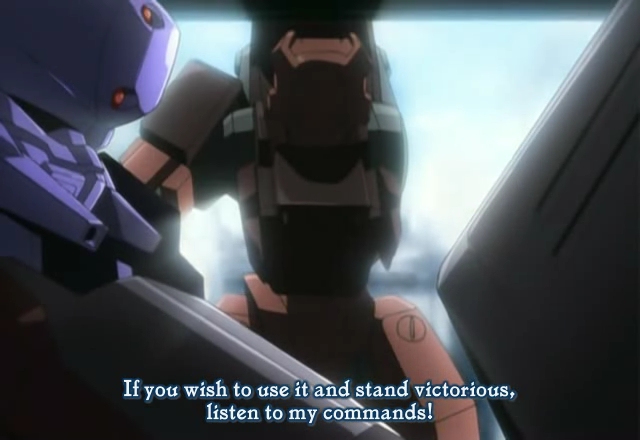 If you wish to use it and stand victorious,
listen to my commands!